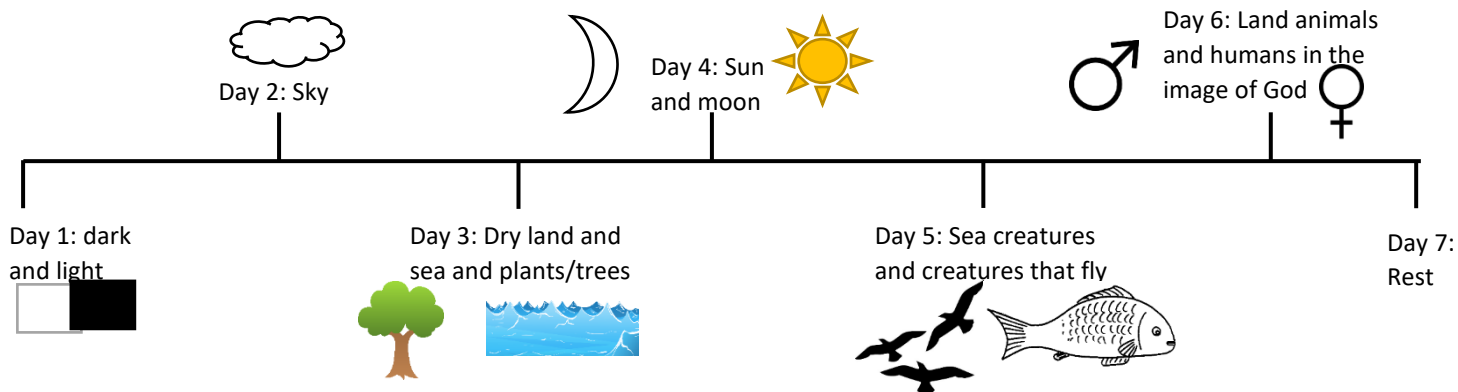 Day 1: dark
and light
Day 2: Sky
Day 3: Dry land and
sea and plants/trees
Day 4: Sun
and moon
Day 5: Sea creatures
and creatures that fly
Day 6: Land animals
and humans in the
image of God
Day 7:
Rest